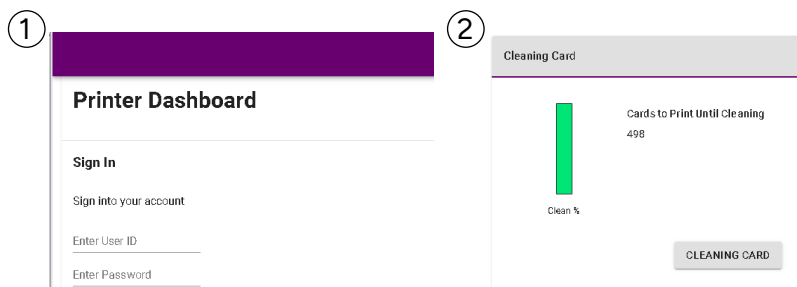 1
Printer Dashboard
Sign In
Sign into your account
Enter User ID
Enter Password
2
Cleaning Card
Cards to Print Until Cleaning
498
Clean %
CLEANING CARD